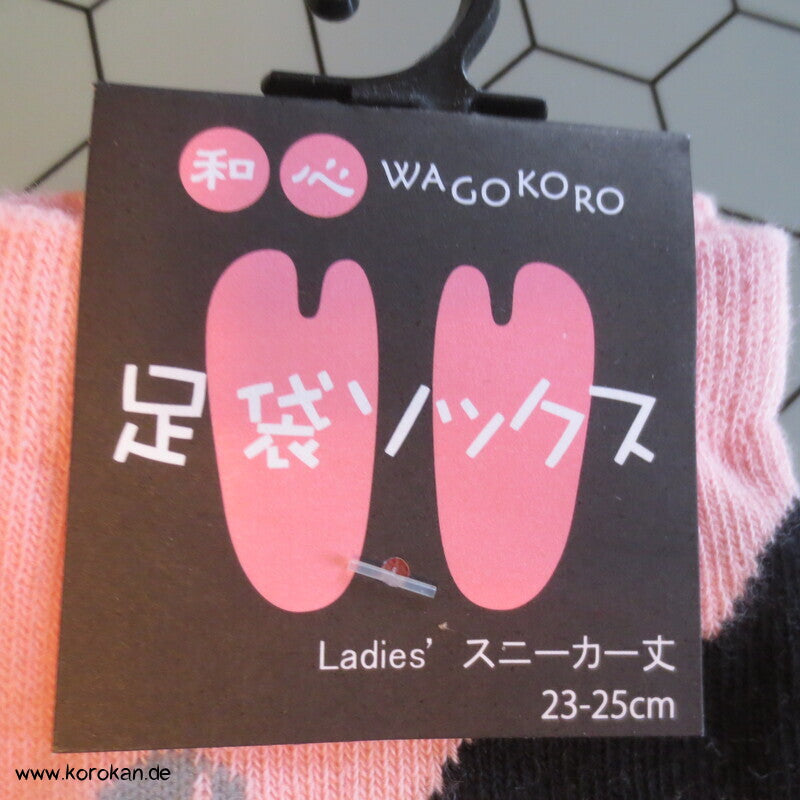 和心 WAGOKORO
足袋ソックス
Ladies' スニーカー丈
23-25cm
www.korokan.de